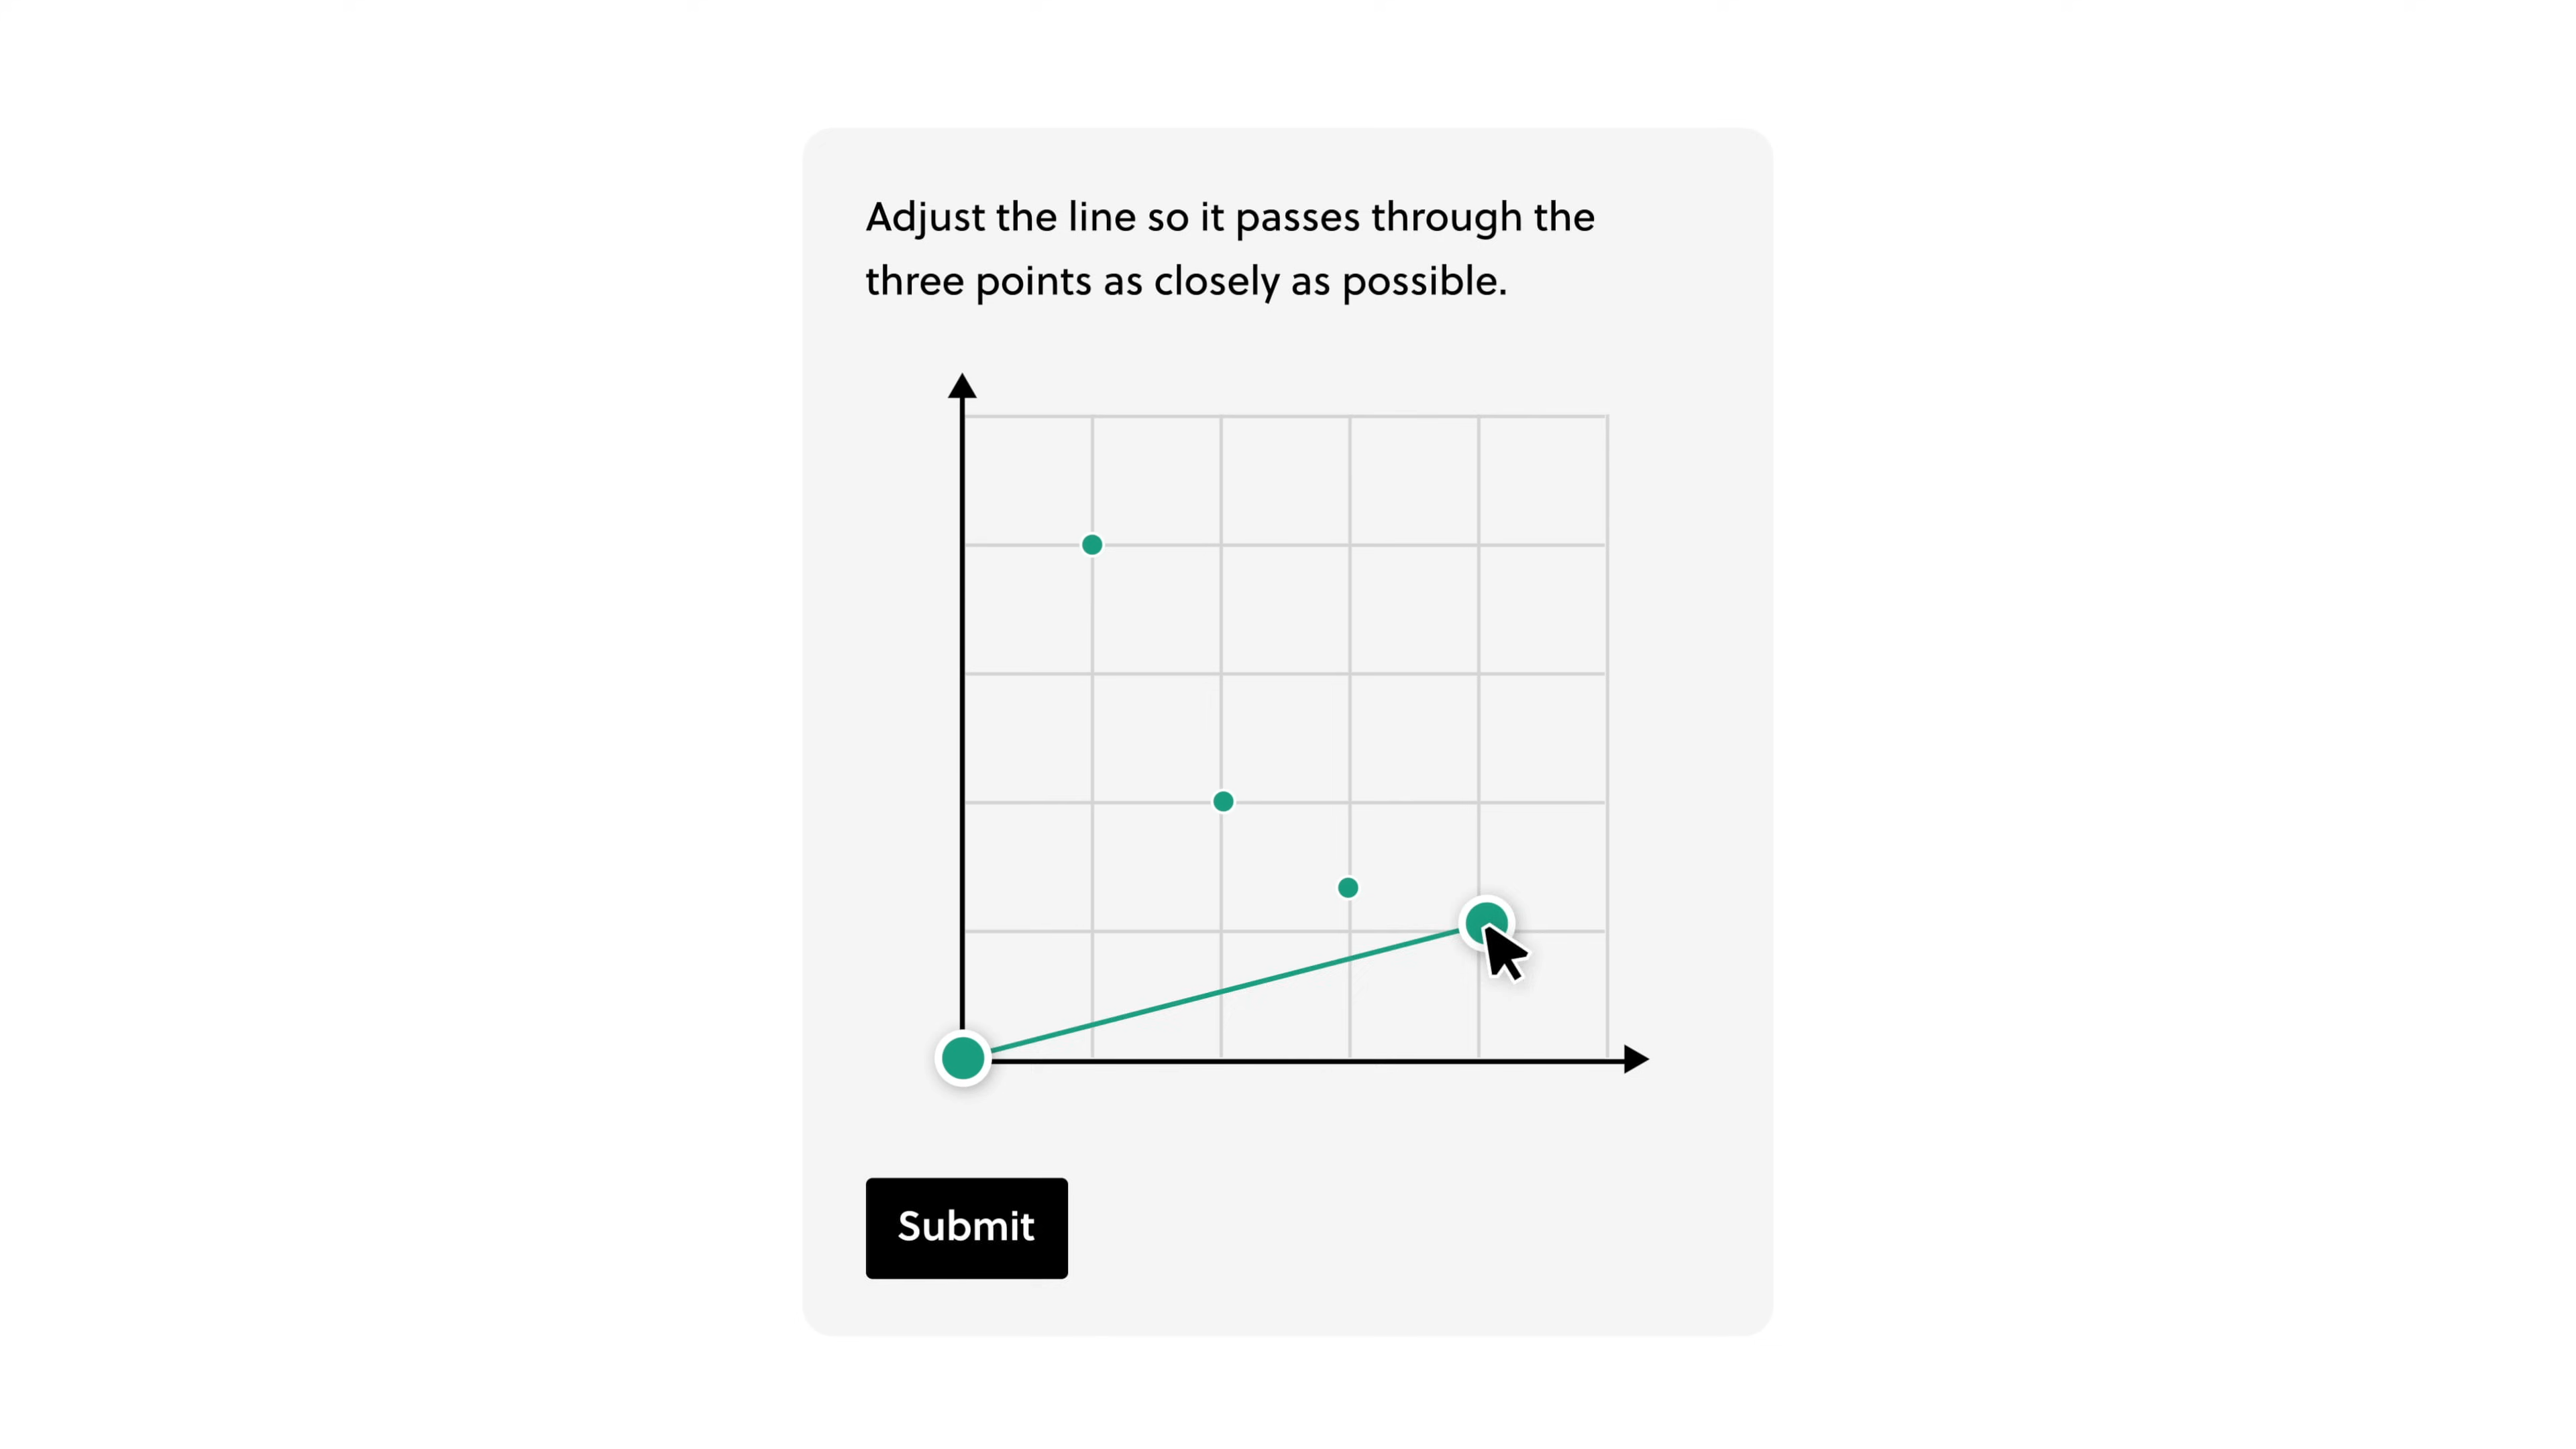 Adjust the line so it passes through the
three points as closely as possible.
Submit